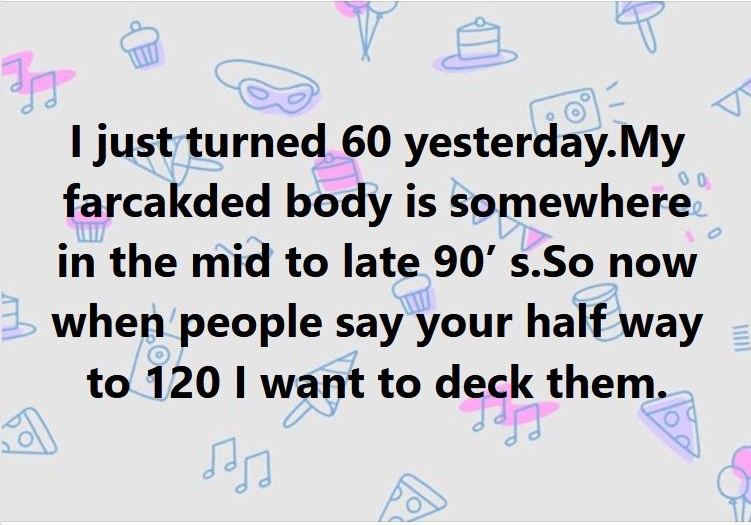 I just turned 60 yesterday.My
farcakded body is somewhere
in the mid to late 90’ s.So now
when people say your half way
to 120 I want to deck them.